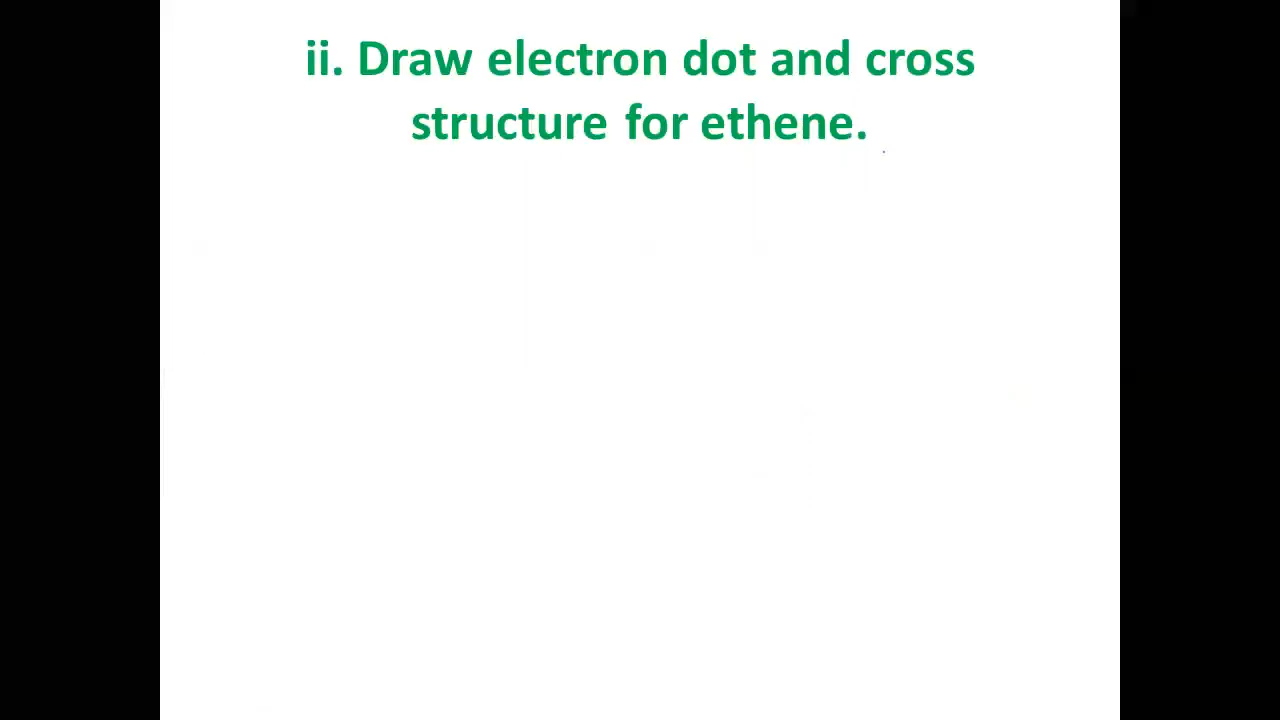 ii. Draw electron dot and cross
structure for ethene.